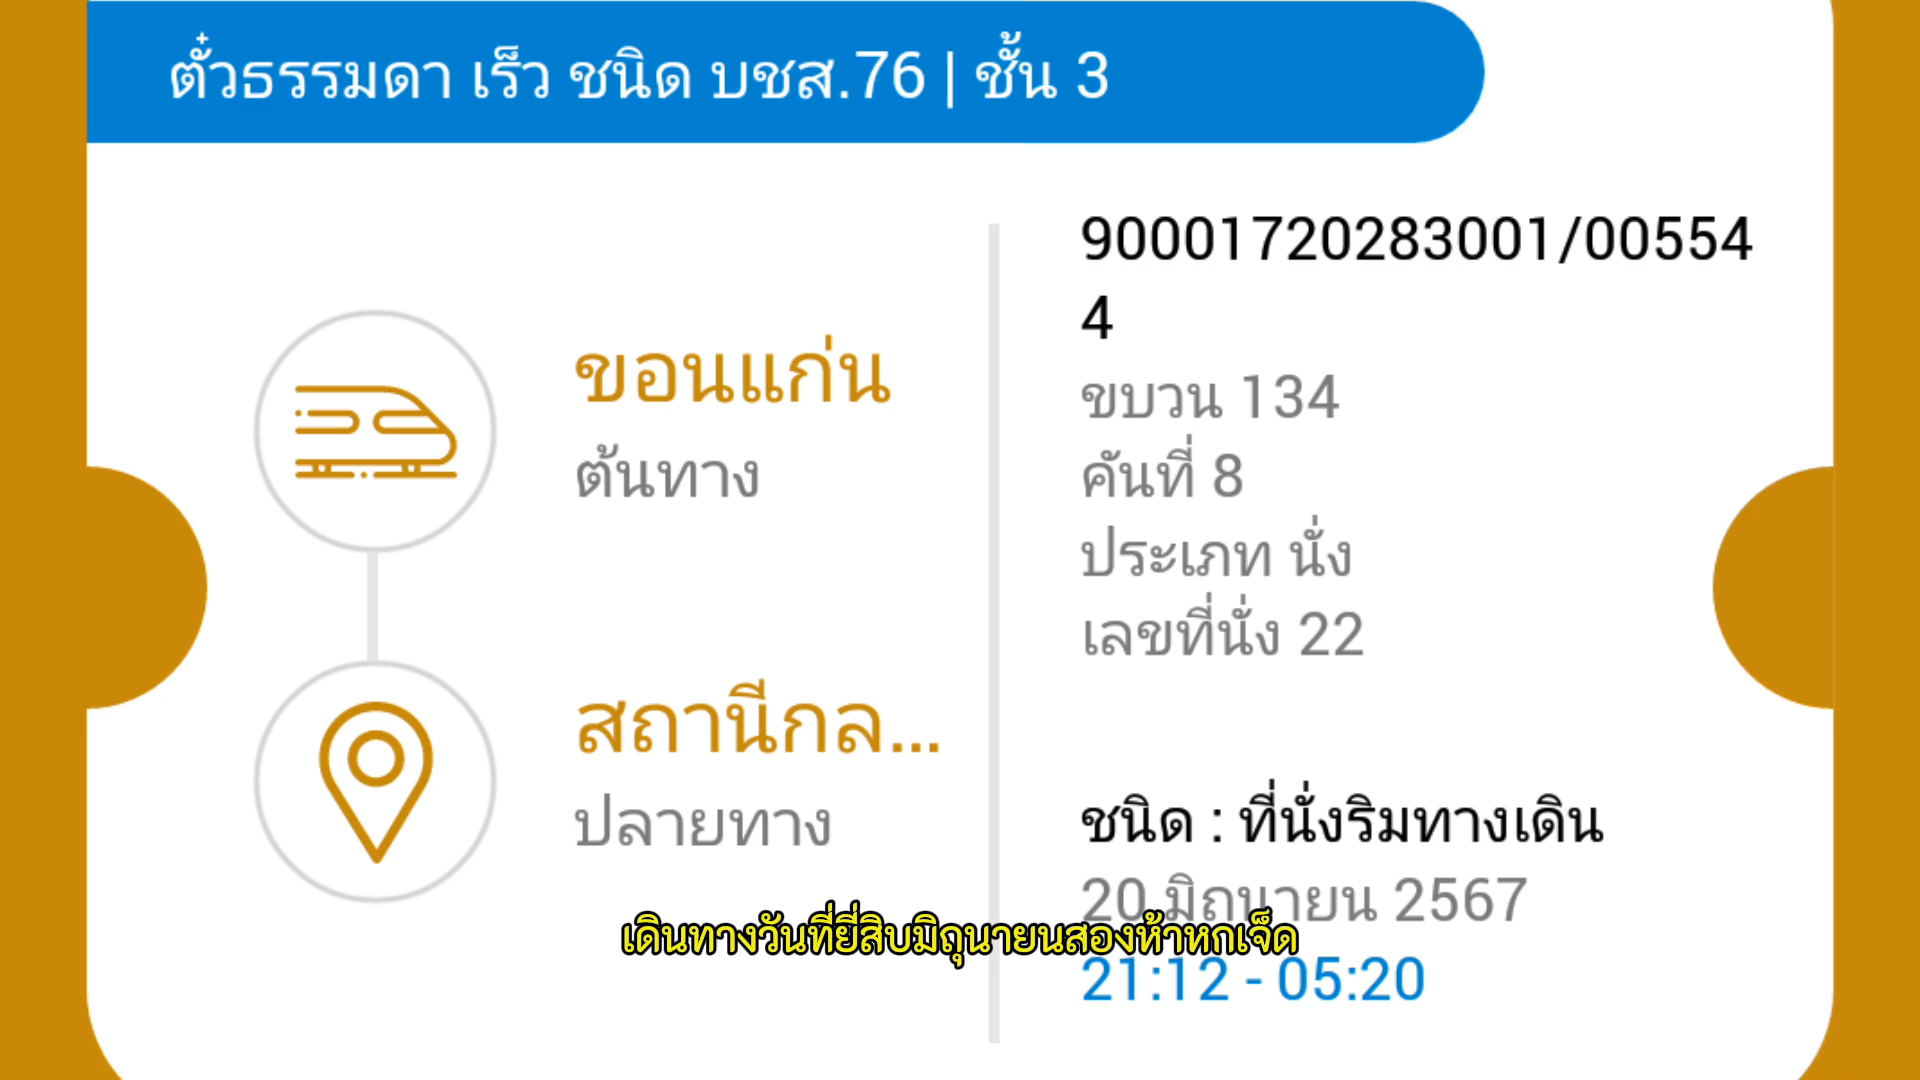 ตั๋วธรรมดา เร็ว ชนิด บชส.76 | ชั้น 3
ขอนแก่น
ต้นทาง
สถานีกล...
ปลายทาง
90001720283001/00554
4
ขบวน 134
คันที่ 8
ประเภท นั่ง
เลขที่นั่ง 22
ชนิด : ที่นั่งริมทางเดิน
20 มิถุนายน 2567
21:12 - 05:20
เดินทางวันที่ยี่สิบมิถุนายนสองห้าหกเจ็ด